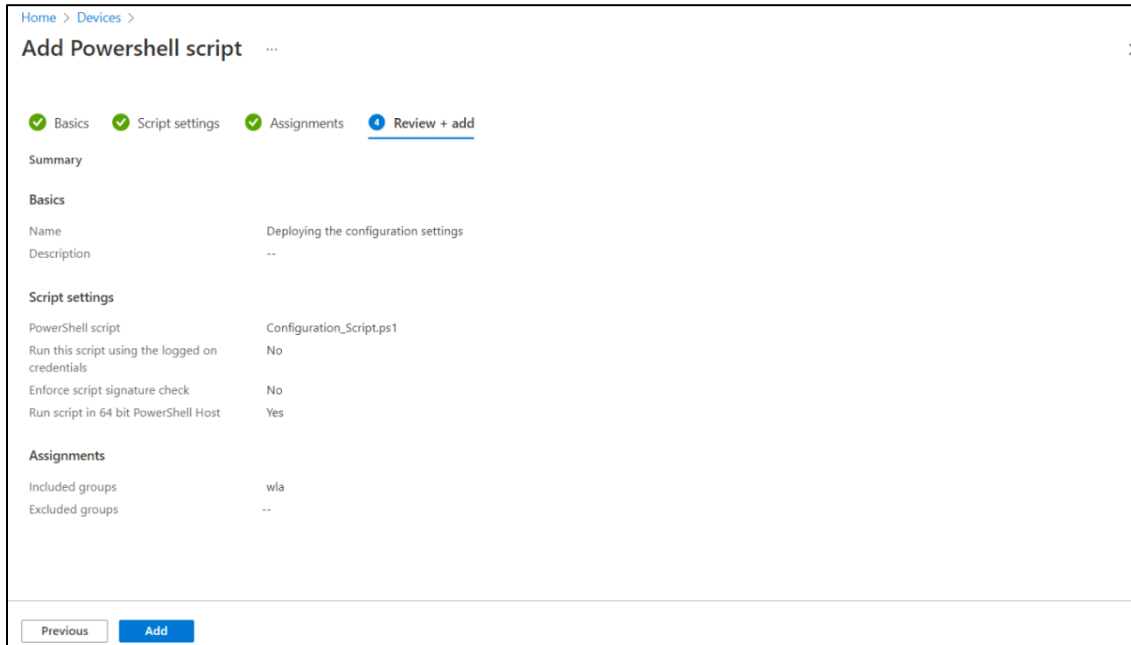 Home > Devices >
Add Powershell script ...
Basics Script settings Assignments 4 Review + add
Summary
Basics
Name Deploying the configuration settings
Description --
Script settings
PowerShell script Configuration_Script.ps1
Run this script using the logged on No
credentials
Enforce script signature check No
Run script in 64 bit PowerShell Host Yes
Assignments
Included groups wla
Excluded groups --
Previous Add